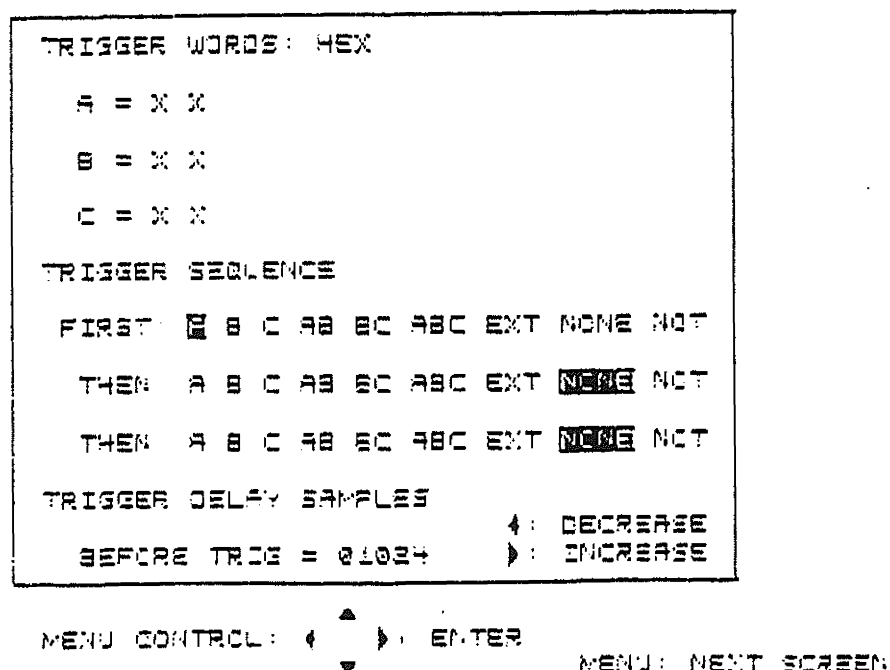 TRIGGER WORDS: HEX
A = X X
B = X X
C = X X
TRIGGER SEQUENCE
FIRST: A B C AB BC ABC EXT NONE NOT
THEN A B C AB BC ABC EXT NONE NOT
THEN A B C AB BC ABC EXT NONE NOT
TRIGGER DELAY SAMPLES
◀: DECREASE
BEFORE TRIG = 01024 ▶: INCREASE
MENU CONTROL: ◀ ▲ ▼ ▶: ENTER
MENU: NEXT SCREEN